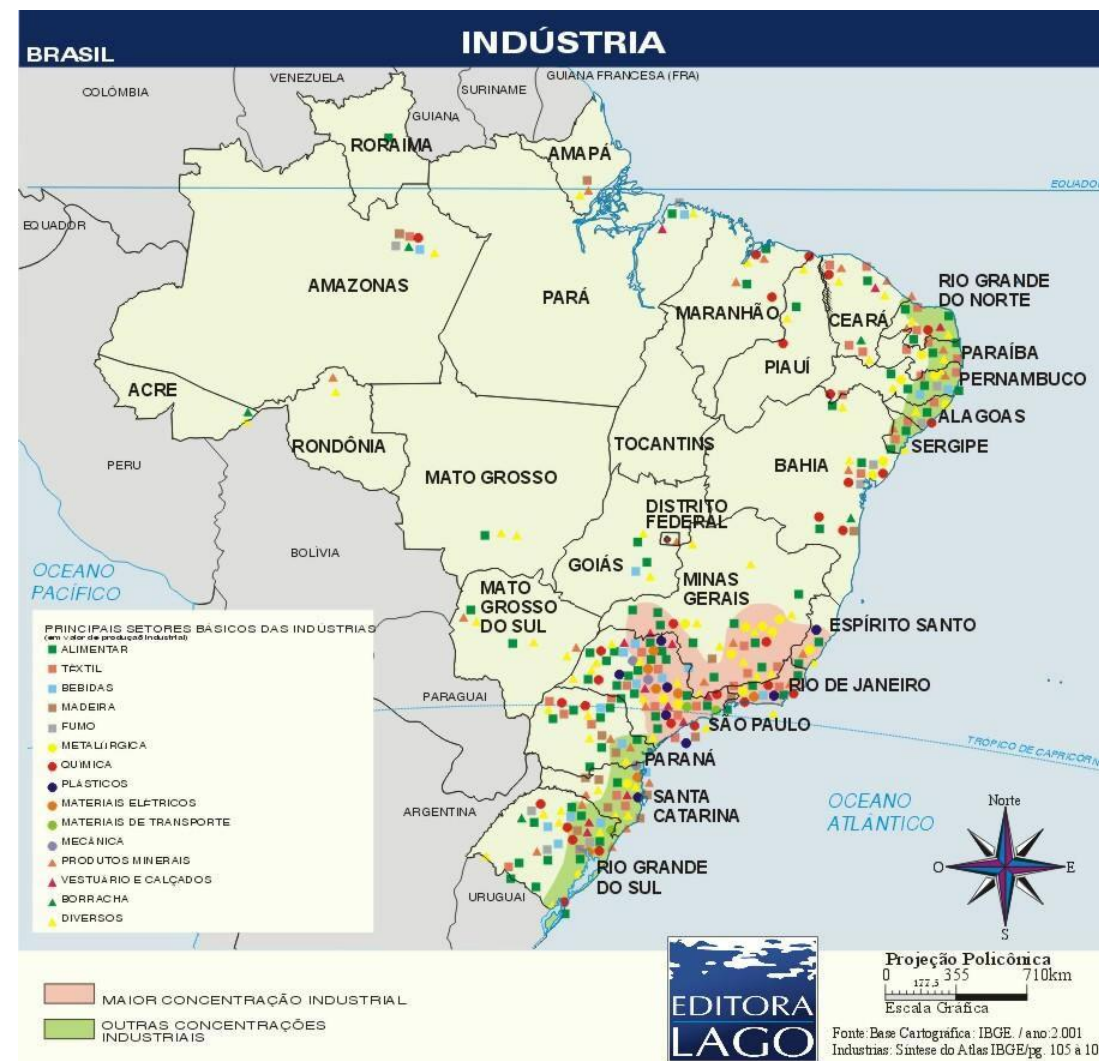 BRASIL
INDÚSTRIA
COLÔMBIA
VENEZUELA
GUIANA FRANCESA (FRA)
SURINAME
GUIANA
RORAIMA
AMAPÁ
EQUADOR
EQUADOR
AMAZONAS
PARÁ
MARANHÃO
CEARÁ
RIO GRANDE
DO NORTE
PARAÍBA
PIAUÍ
PERNAMBUCO
ACRE
ALAGOAS
RONDÔNIA
TOCANTINS
SERGIPE
PERU
MATO GROSSO
BAHIA
DISTRITO
FEDERAL
BOLÍVIA
GOIÁS
OCEANO
PACÍFICO
MATO
GROSSO
DO SUL
MINAS
GERAIS
ESPÍRITO SANTO
PARAGUAI
RIO DE JANEIRO
SÃO PAULO
TRÓPICO DE CAPRICÓRN
PARANÁ
SANTA
CATARINA
OCEANO
ATLÂNTICO
ARGENTINA
RIO GRANDE
DO SUL
URUGUAI
Norte
O
E
S
PRINCIPAIS SETORES BÁSICOS DAS INDÚSTRIAS
(em valor de produção industrial)
ALIMENTAR
TÊXTIL
BEBIDAS
MADEIRA
FUMO
METALÚRGICA
QUÍMICA
PLÁSTICOS
MATERIAIS ELÉTRICOS
MATERIAIS DE TRANSPORTE
MECÂNICA
PRODUTOS MINERAIS
VESTUÁRIO E CALÇADOS
BORRACHA
DIVERSOS
MAIOR CONCENTRAÇÃO INDUSTRIAL
OUTRAS CONCENTRAÇÕES
INDUSTRIAIS
EDITORA
LAGO
Projeção Policônica
0 177,5 355 710km
Escala Gráfica
Fonte:Base Cartográfica: IBGE. / ano:2.001
Industrias: Síntese do Atlas IBGE/pg. 105 à 10